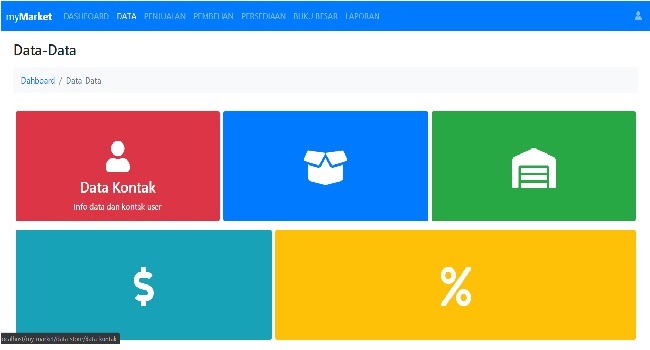 myMarket DASHBOARD DATA PENJUALAN PEMBELIAN PERSEDIAAN BUKU BESAR LAPORAN
Data-Data
Dahboard / Data-Data
$
%
Data Kontak
Info data dan kontak user